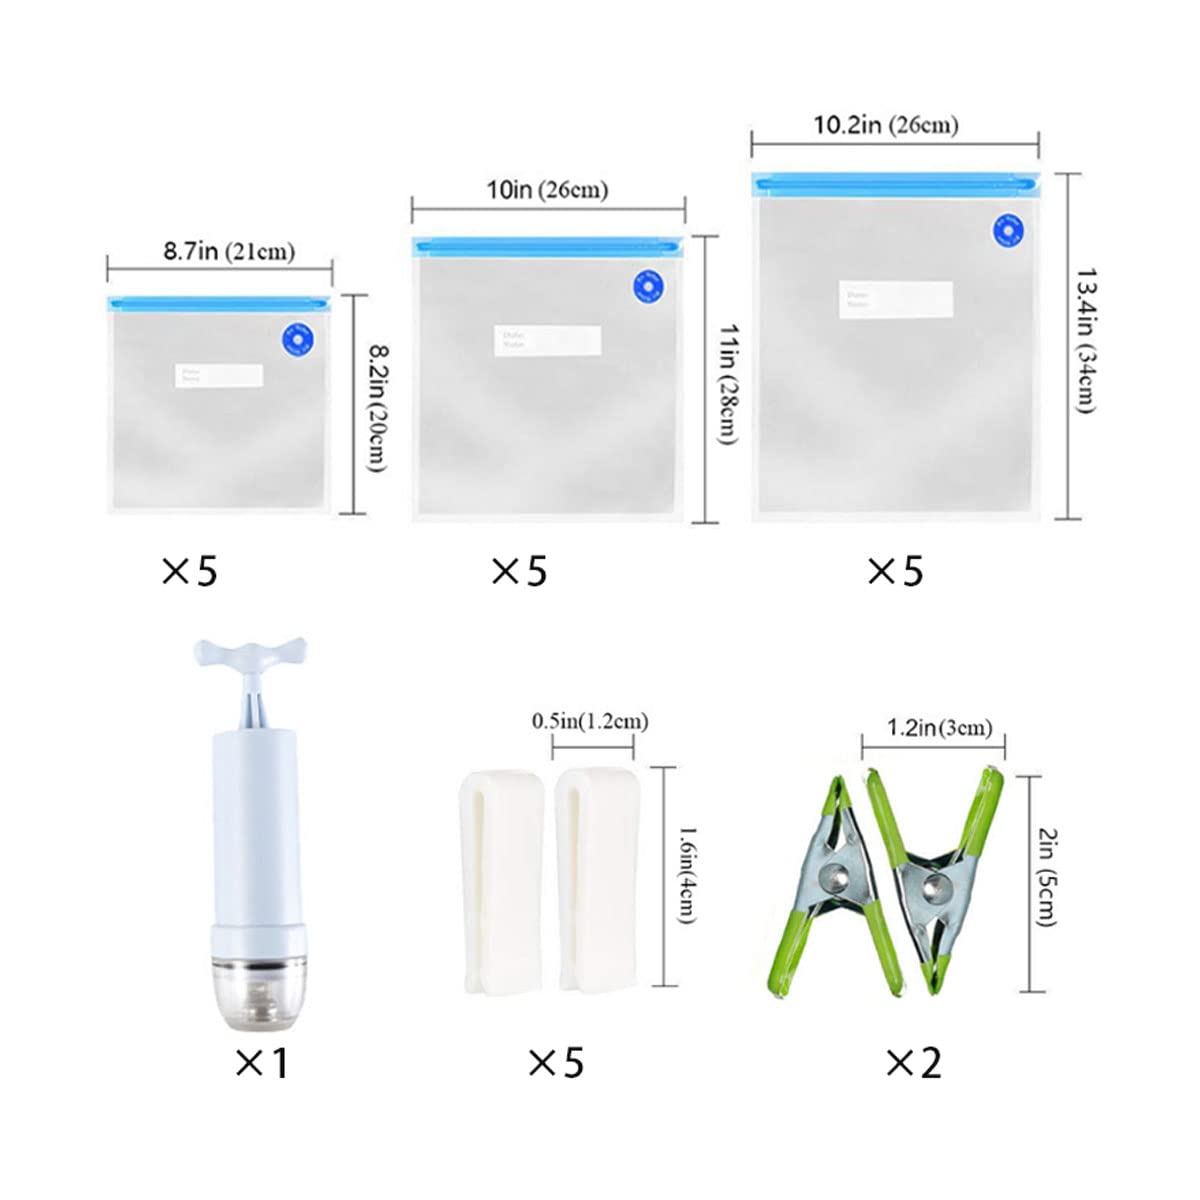 8.7in (21cm)
8.2in (20cm)
10in (26cm)
11in (28cm)
10.2in (26cm)
13.4in (34cm)
×5
×5
×5
0.5in(1.2cm)
1.6in(4cm)
1.2in(3cm)
2in (5cm)
×1
×5
×2